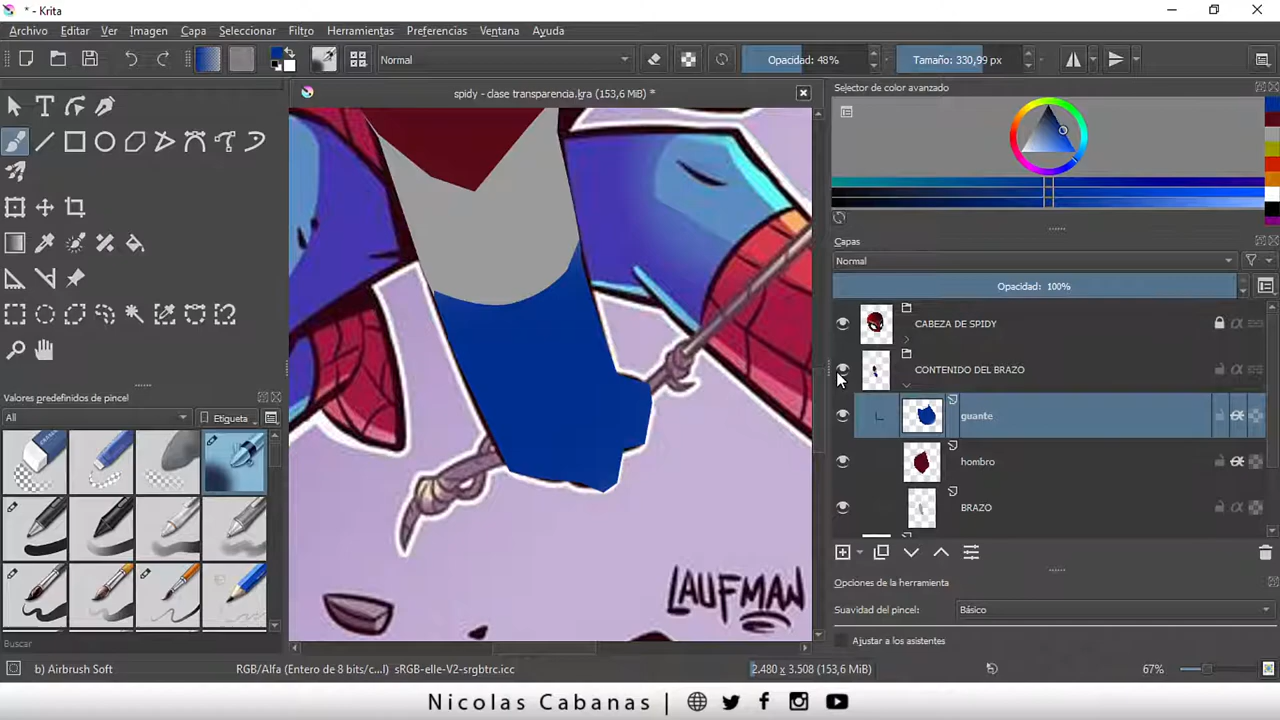 * - Krita
Archivo Editar Ver Imagen Capa Seleccionar Filtro Herramientas Preferencias Ventana Ayuda
Normal
Opacidad: 48%
Tamaño: 330,99 px
spidy - clase transparencia.kra (153,6 MiB) *
Selector de color avanzado
Capas
Normal
Opacidad: 100%
CABEZA DE SPIDY
CONTENIDO DEL BRAZO
guante
hombro
BRAZO
Valores predefinidos de pincel
All
Etiqueta
LAUFMAN
Opciones de la herramienta
Suavidad del pincel: Básico
Ajustar a los asistentes
Buscar
b) Airbrush Soft
RGB/Alfa (Entero de 8 bits/c...) sRGB-elle-V2-srgbtrc.icc
2.480 x 3.508 (153,6 MiB)
67%
Nicolas Cabanas |